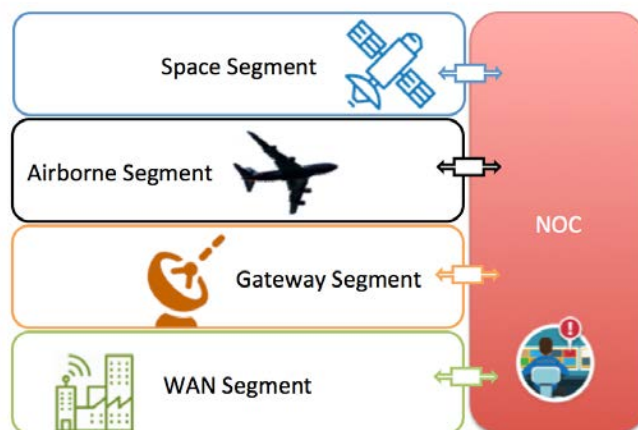 Space Segment
Airborne Segment
NOC
Gateway Segment
WAN Segment